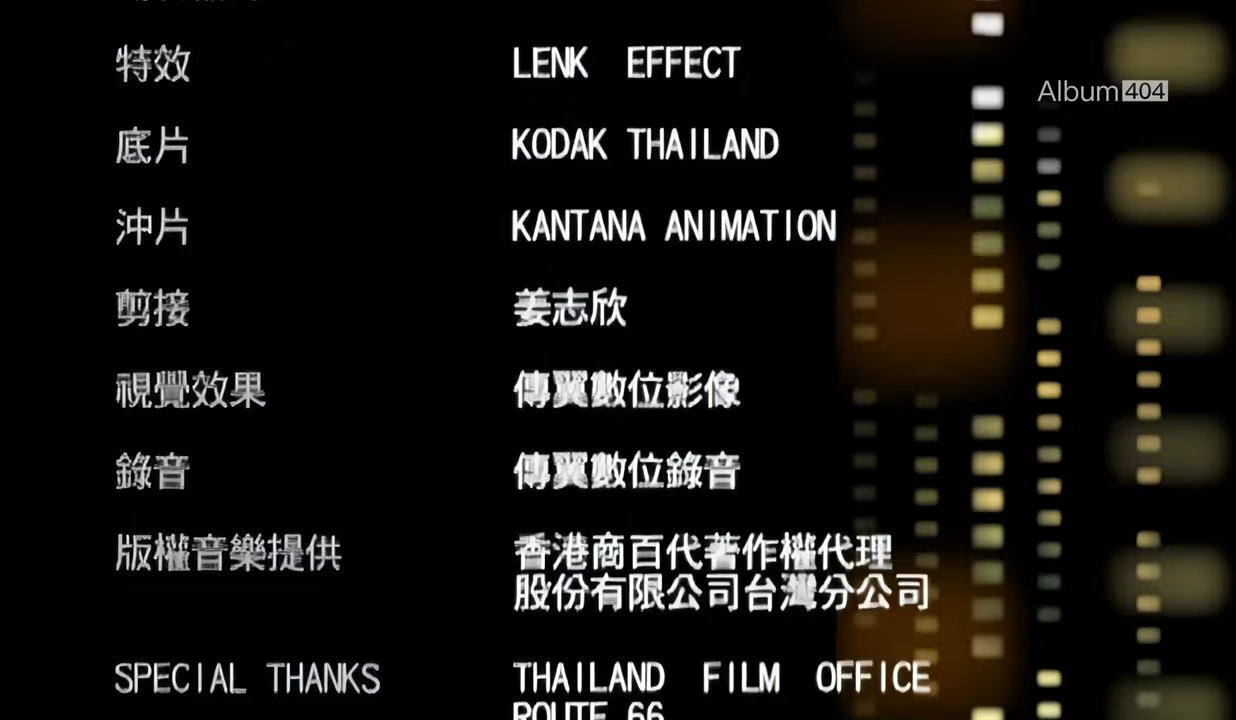 特效 LENK EFFECT
Album404
底片 KODAK THAILAND
沖片 KANTANA ANIMATION
剪接 姜志欣
視覺效果 傳翼數位影像
錄音 傳翼數位錄音
版權音樂提供 香港商百代著作權代理
股份有限公司台灣分公司
SPECIAL THANKS THAILAND FILM OFFICE
ROUTE 66